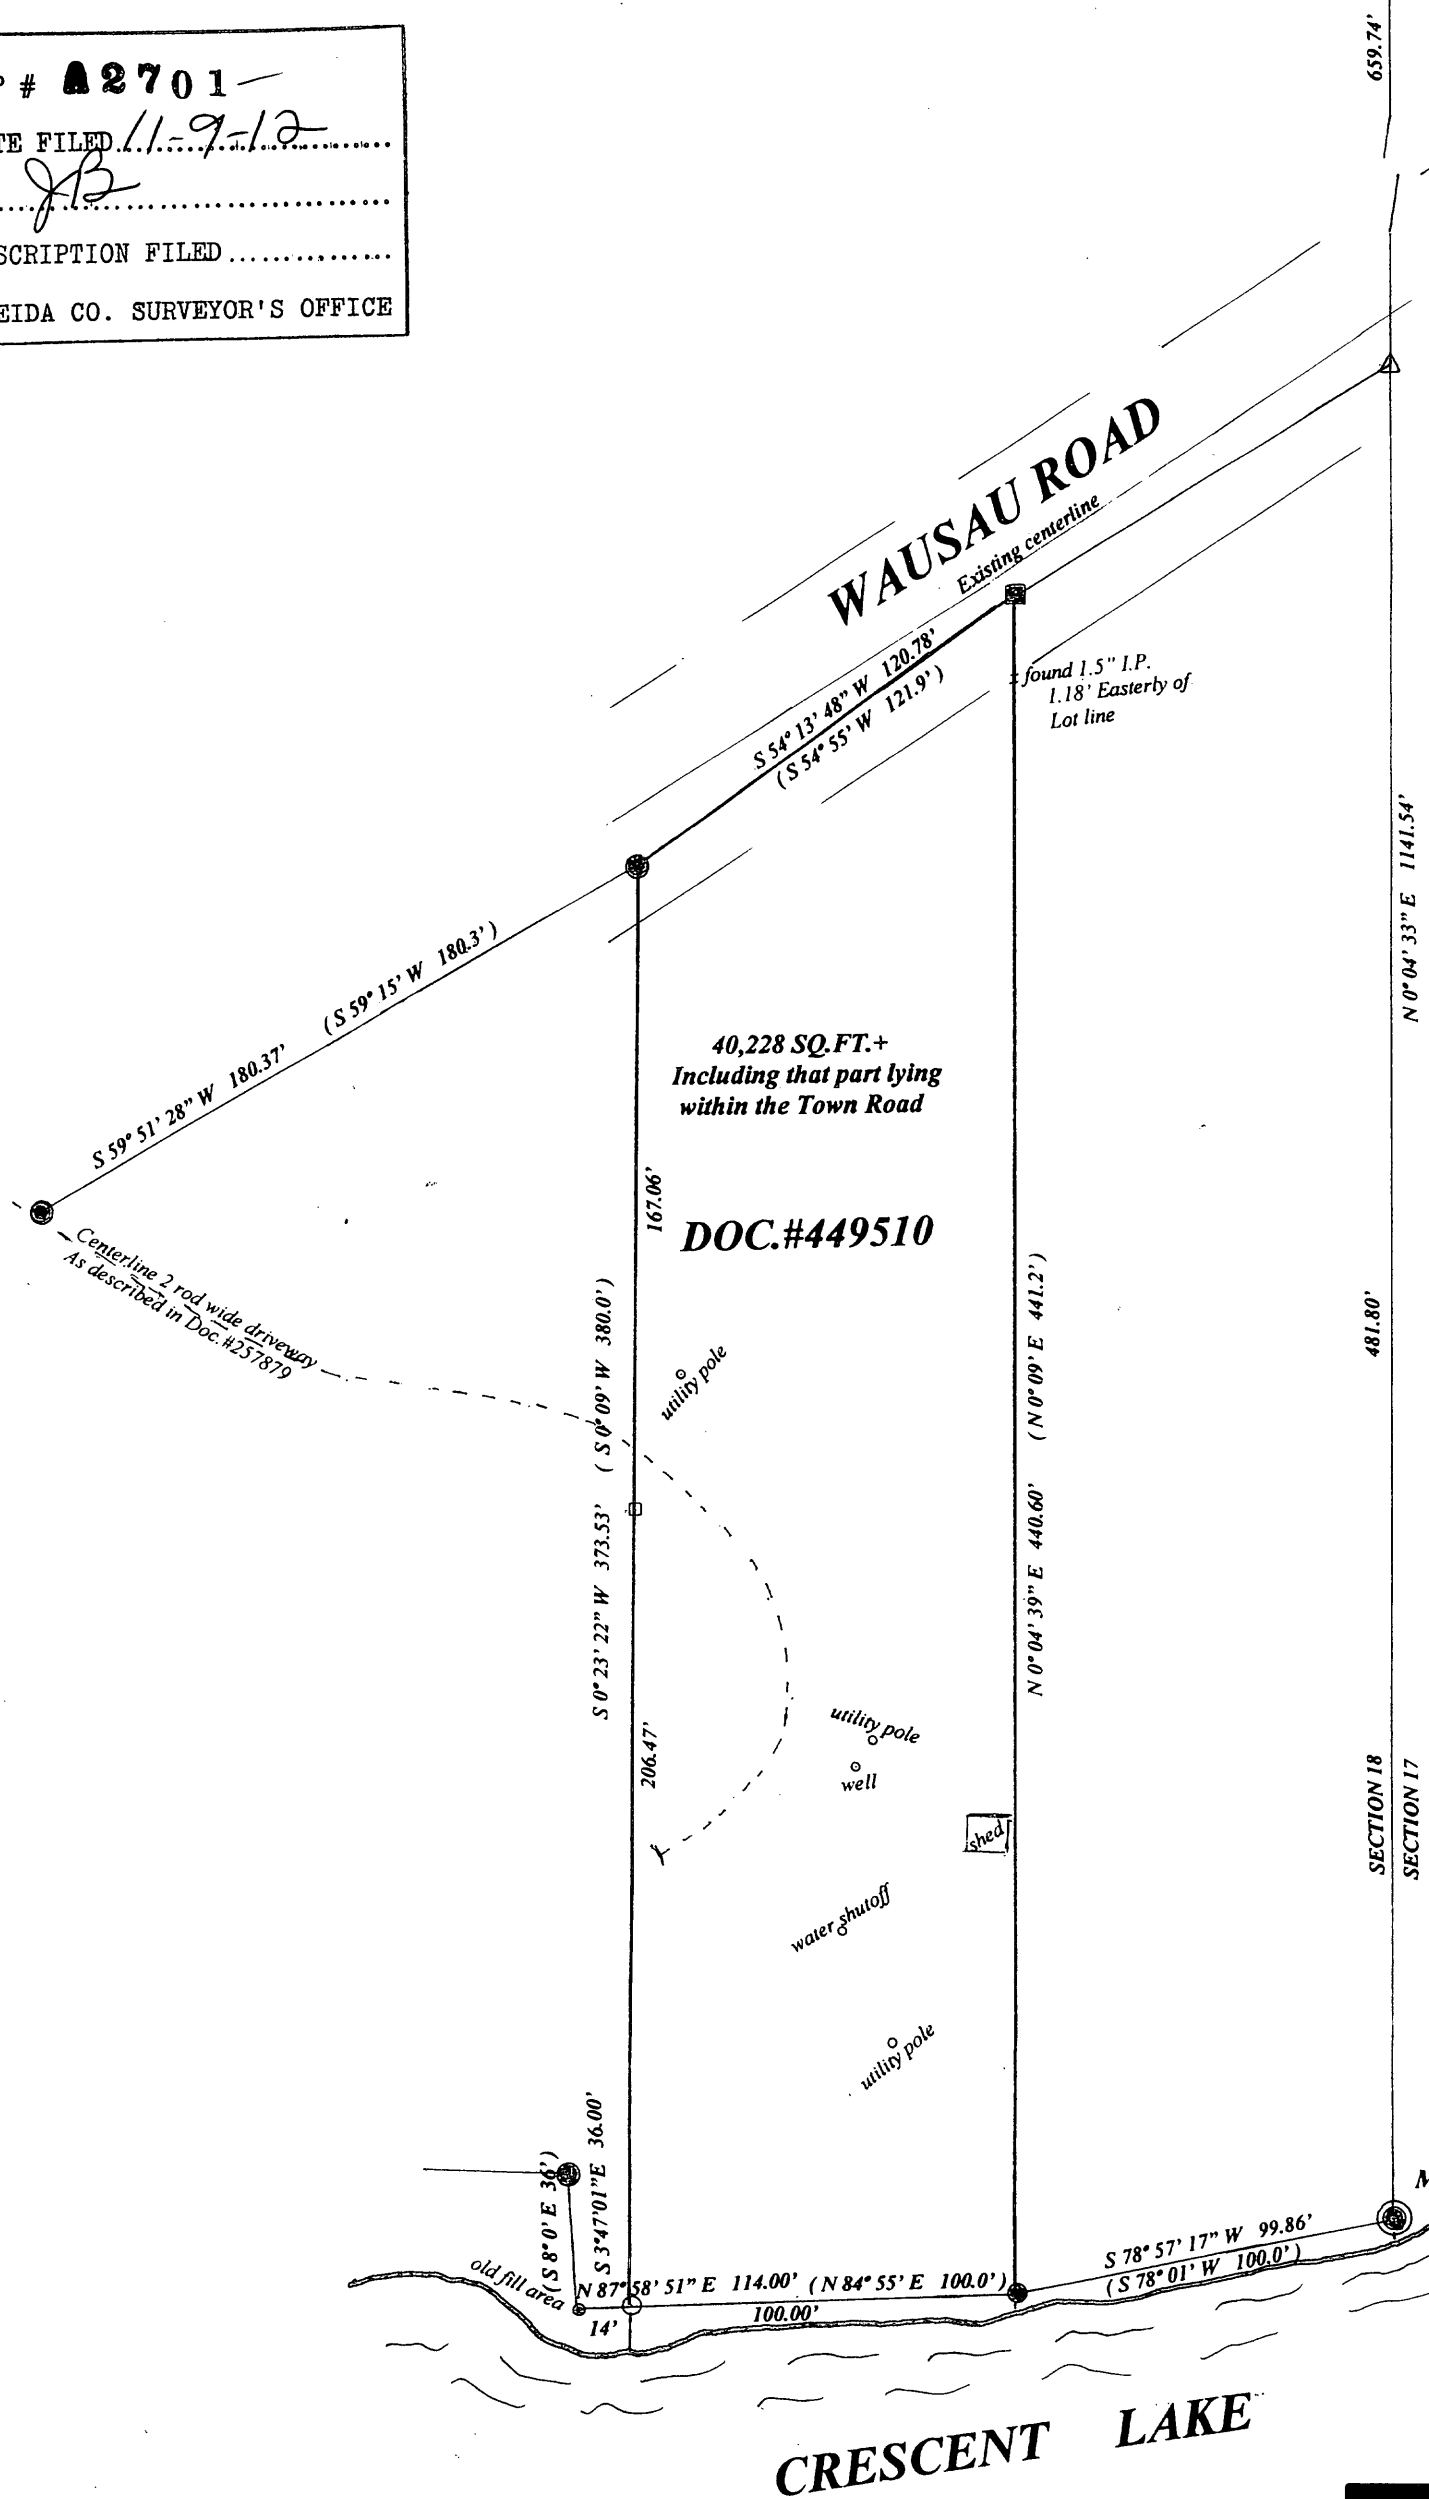 # A2701
FILED 11-9-12
JB
FILED
CO. SURVEYOR'S OFFICE
659.74'
WAUSAU ROAD
Existing centerline
S 54° 13' 48" W 120.78'
( S 54° 55' W 121.9' )
found 1.5" I.P.
1.18' Easterly of
Lot line
N 0° 04' 33" E 1141.54'
( S 59° 15' W 180.3' )
S 59° 51' 28" W 180.37'
40,228 SQ.FT.+
Including that part lying
within the Town Road
167.06'
DOC.#449510
Centerline 2 rod wide driveway
As described in Doc.#257879
( S 0° 09' W 380.0' )
S 0° 23' 22" W 373.53'
utility pole
( N 0° 09' E 441.2' )
N 0° 04' 39" E 440.60'
481.80'
206.47'
utility pole
well
shed
SECTION 18
SECTION 17
water shutoff
utility pole
( S 8° 0' E 36' )
S 3°47'01"E 36.00'
old fill area
N 87° 58' 51" E 114.00' ( N 84° 55' E 100.0' )
14'
100.00'
S 78° 57' 17" W 99.86'
( S 78° 01' W 100.0' )
CRESCENT LAKE